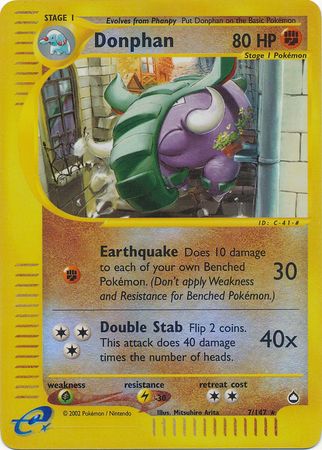 STAGE 1
Evolves from Phanpy Put Donphan on the Basic Pokémon
Donphan 80 HP
Stage 1 Pokémon
ID: C-41-#
Earthquake Does 10 damage
to each of your own Benched
Pokémon. (Don't apply Weakness
and Resistance for Benched Pokémon.)
30
Double Stab Flip 2 coins.
This attack does 40 damage
times the number of heads.
40x
weakness resistance retreat cost
-30
e
© 2002 Pokémon / Nintendo Illus. Mitsuhiro Arita 7/147 ★